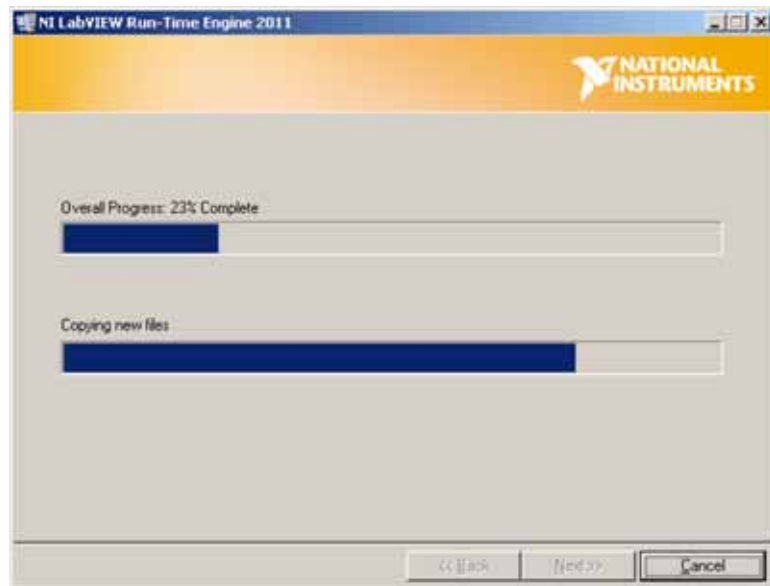 NI LabVIEW Run-Time Engine 2011
NATIONAL
INSTRUMENTS
Overall Progress: 23% Complete
Copying new files
<< Back
Next >>
Cancel